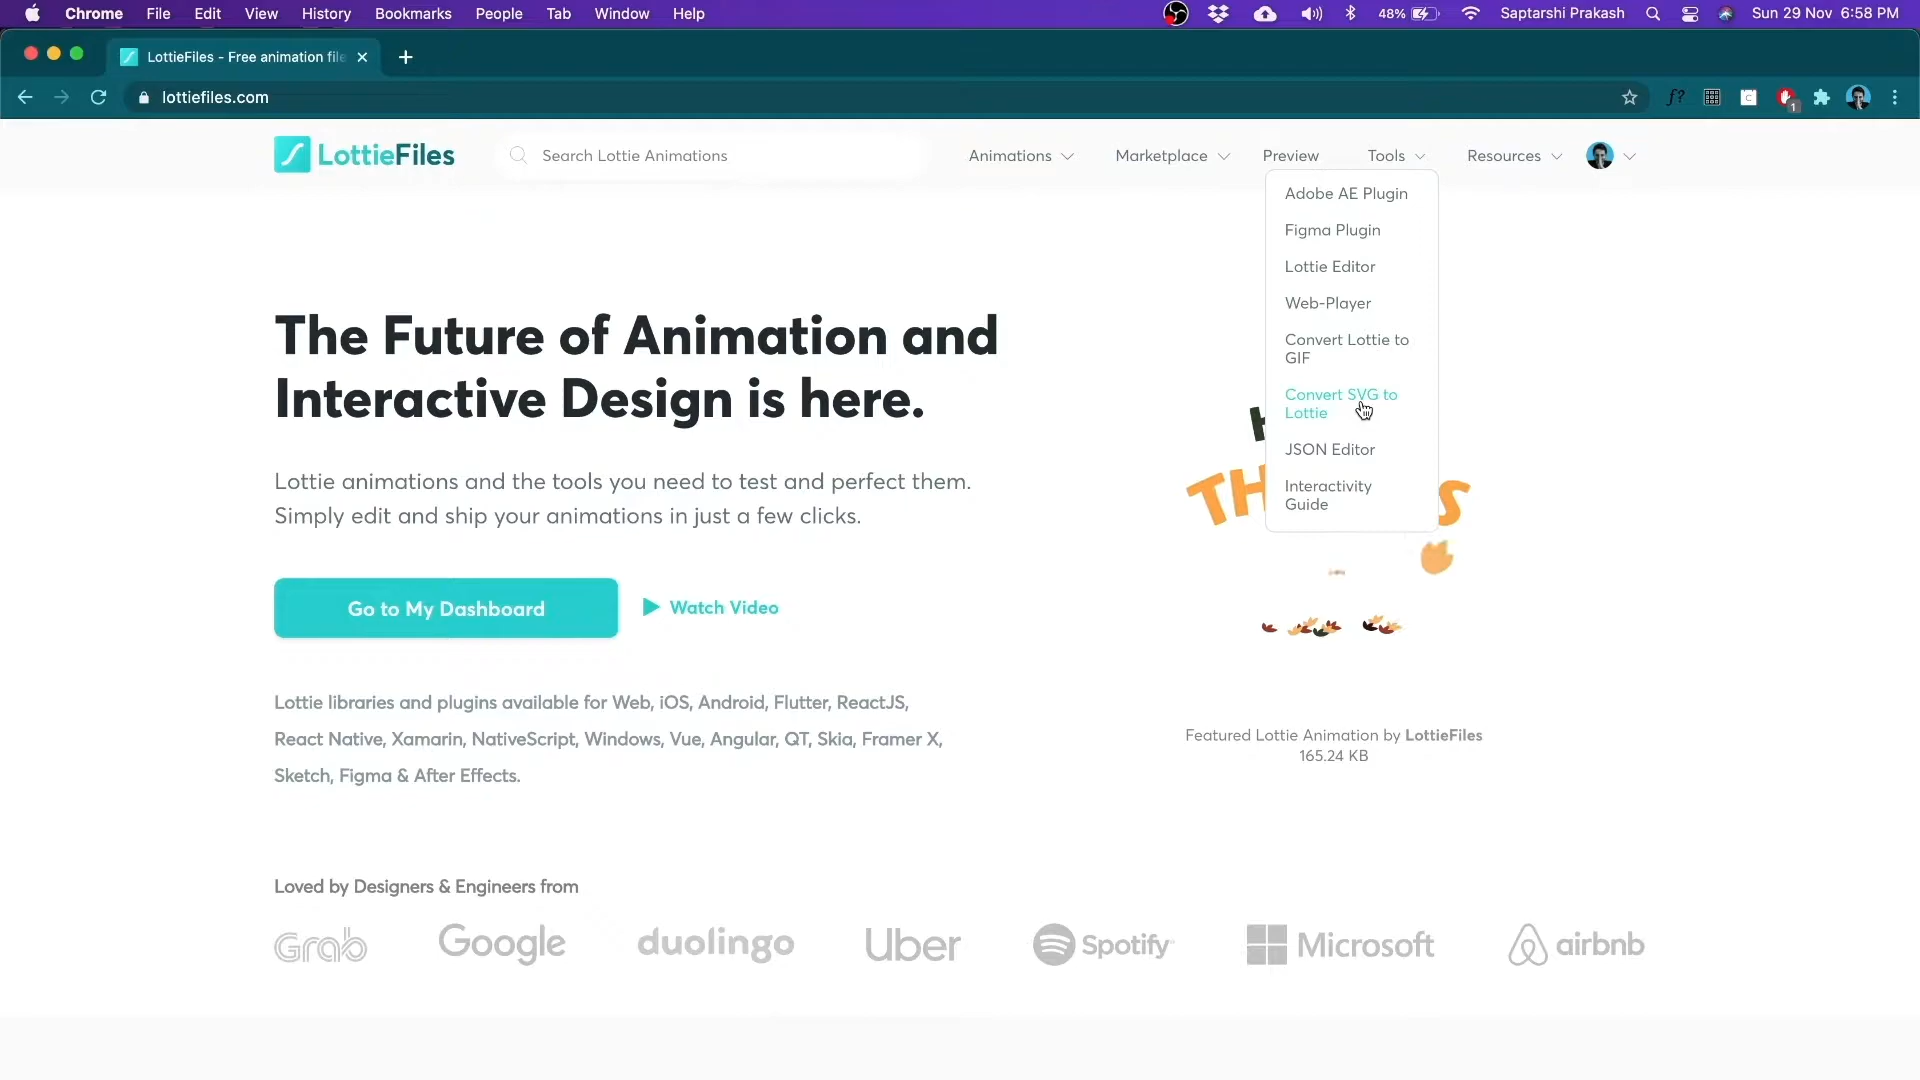 Chrome File Edit View History Bookmarks People Tab Window Help 48% Saptarshi Prakash Sun 29 Nov 6:58 PM
LottieFiles - Free animation file
lottiefiles.com
f?
1
LottieFiles
Search Lottie Animations
Animations Marketplace Preview Tools Resources
Adobe AE Plugin
Figma Plugin
Lottie Editor
Web-Player
Convert Lottie to
GIF
Convert SVG to
Lottie
JSON Editor
Interactivity
Guide
The Future of Animation and
Interactive Design is here.
Lottie animations and the tools you need to test and perfect them.
Simply edit and ship your animations in just a few clicks.
Go to My Dashboard
Watch Video
Lottie libraries and plugins available for Web, iOS, Android, Flutter, ReactJS,
React Native, Xamarin, NativeScript, Windows, Vue, Angular, QT, Skia, Framer X,
Sketch, Figma & After Effects.
Featured Lottie Animation by LottieFiles
165.24 KB
Loved by Designers & Engineers from
Grab Google duolingo Uber Spotify Microsoft airbnb